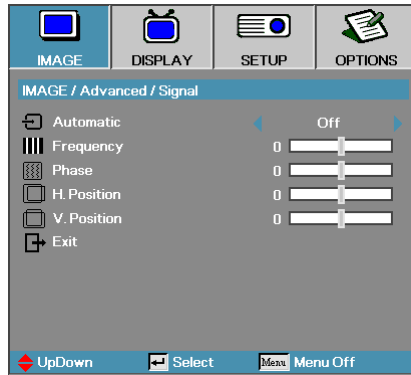 IMAGE DISPLAY SETUP OPTIONS
IMAGE / Advanced / Signal
Automatic Off
Frequency 0
Phase 0
H. Position 0
V. Position 0
Exit
UpDown Select Menu Menu Off